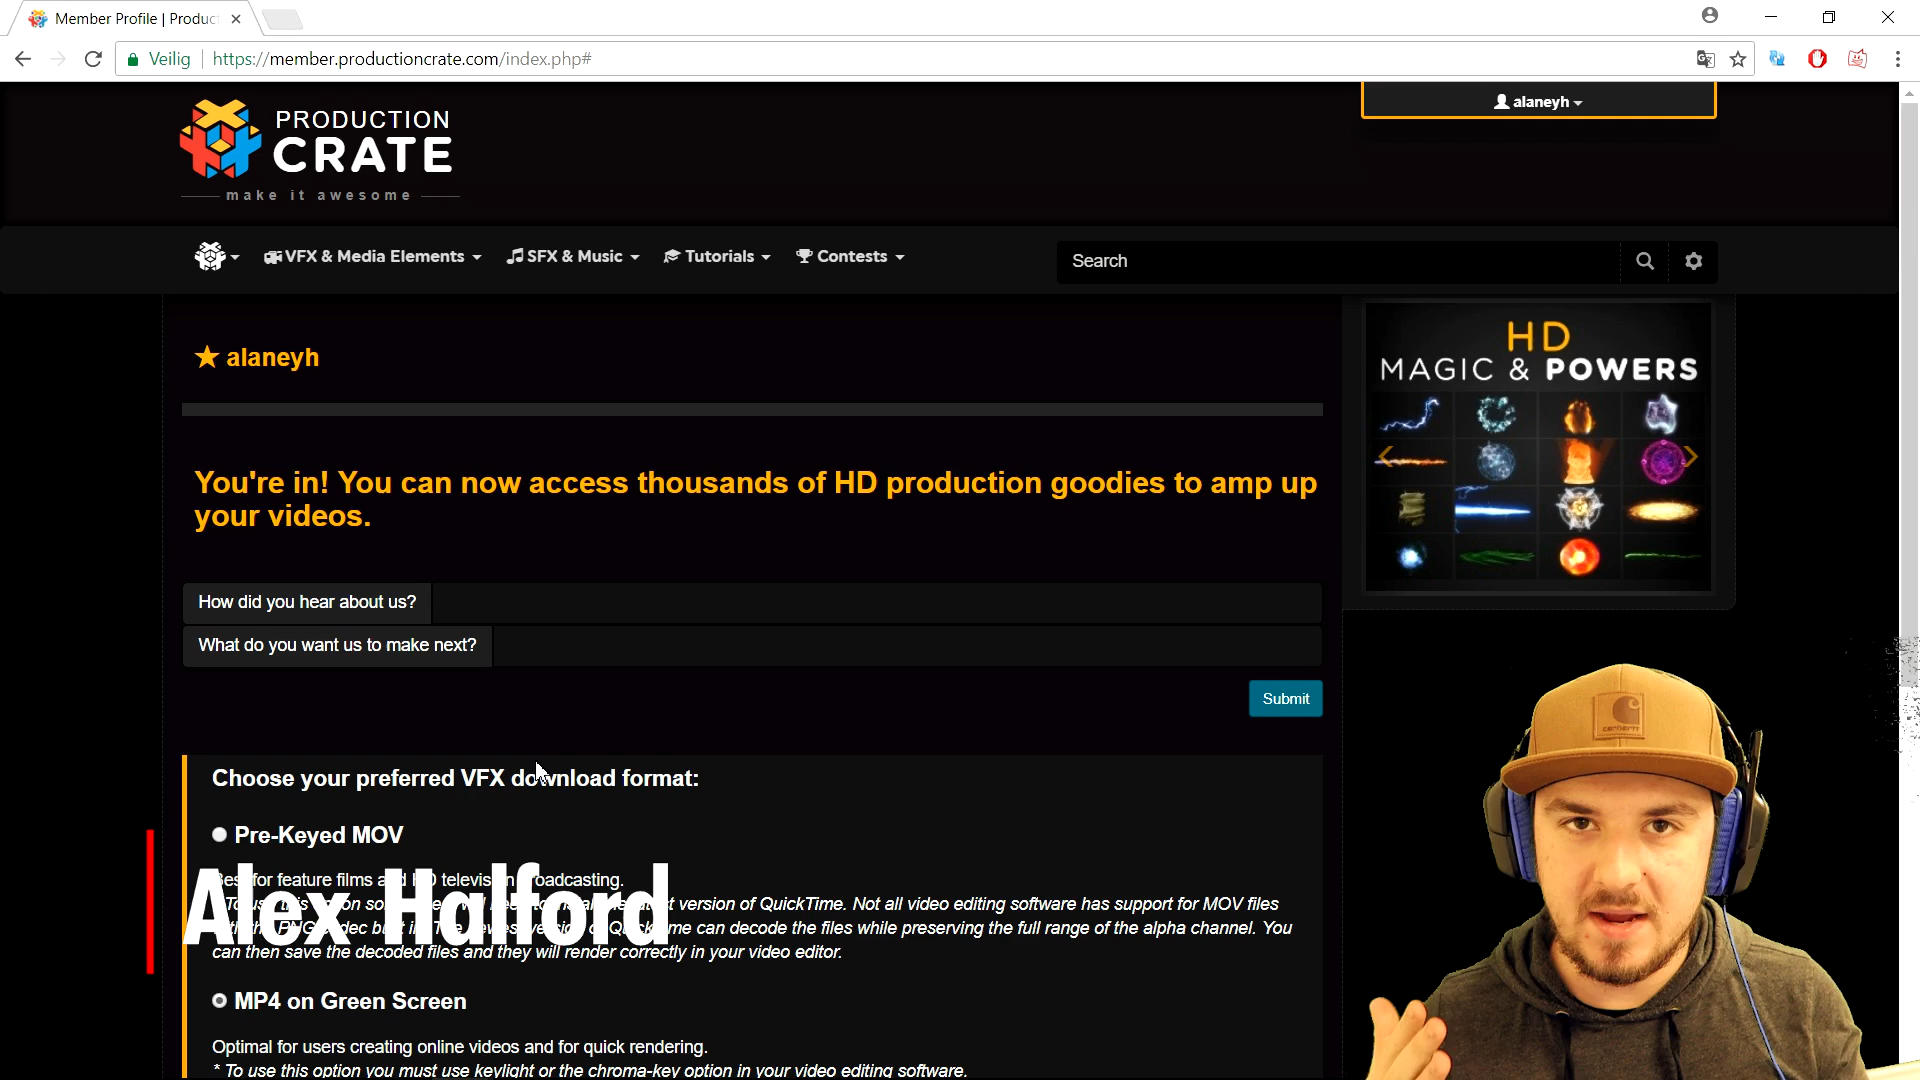 Member Profile | Produc
Veilig
https://member.productioncrate.com/index.php#
alaneyh
PRODUCTION
CRATE
make it awesome
VFX & Media Elements
SFX & Music
Tutorials
Contests
Search
HD
MAGIC & POWERS
alaneyh
You're in! You can now access thousands of HD production goodies to amp up
your videos.
How did you hear about us?
What do you want us to make next?
Submit
Choose your preferred VFX download format:
Pre-Keyed MOV
for feature films
version of QuickTime. Not all video editing software has support for MOV files
can decode the files while preserving the full range of the alpha channel. You
can then save the decoded files and they will render correctly in your video editor.
Alex Halford
MP4 on Green Screen
Optimal for users creating online videos and for quick rendering.
* To use this option you must use keylight or the chroma-key option in your video editing software.
carhartt